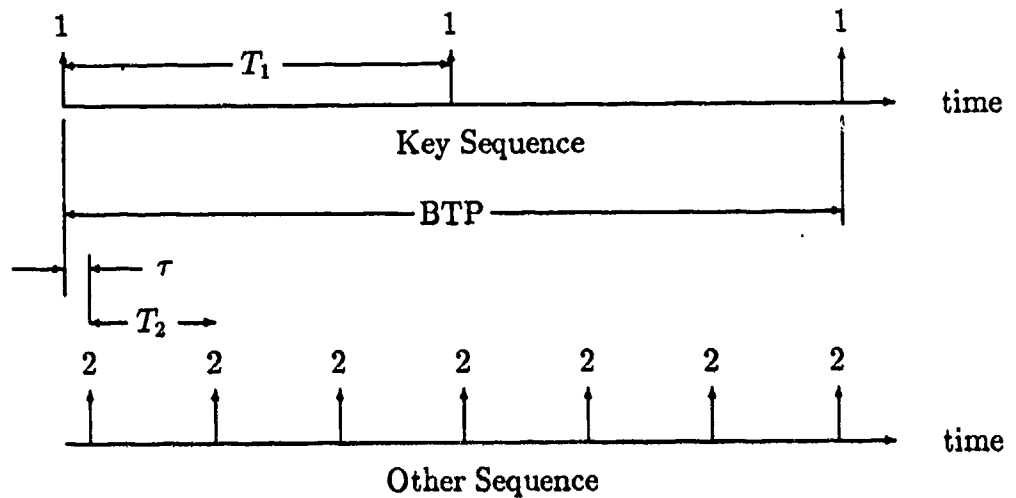 1 1 1
T₁
time
Key Sequence
BTP
τ
T₂
2 2 2 2 2 2 2
time
Other Sequence